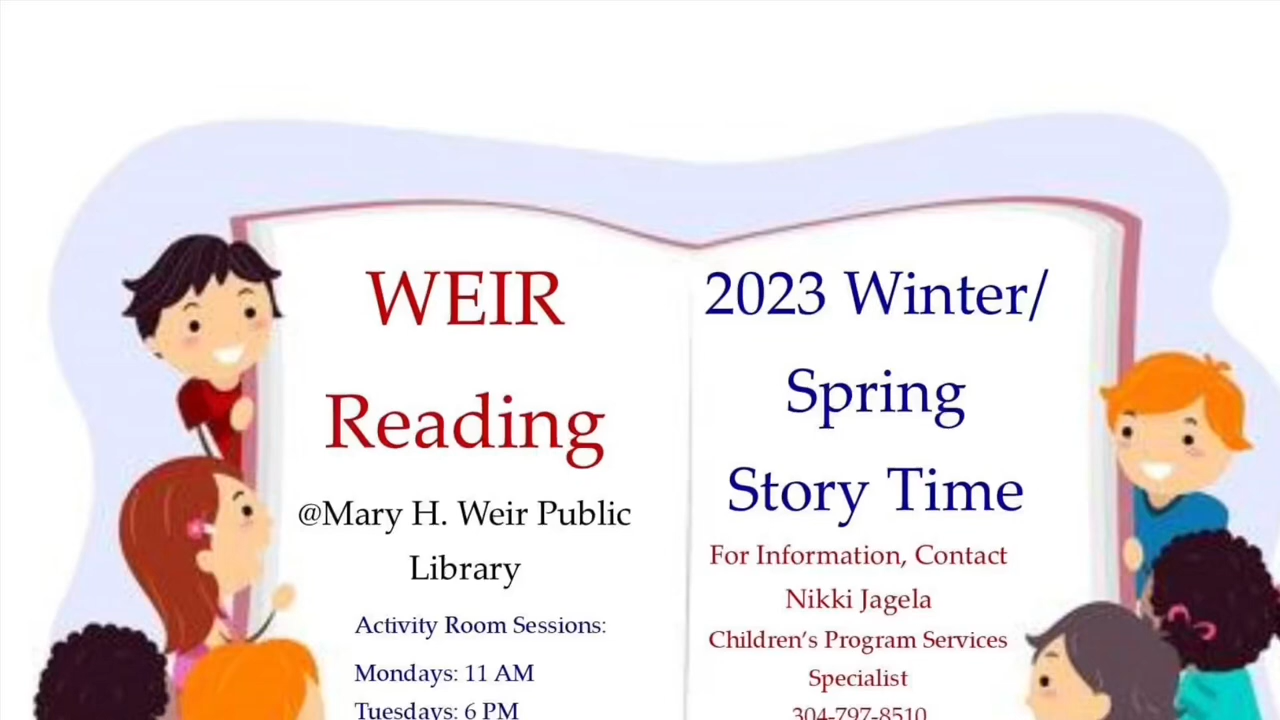 WEIR
Reading
@Mary H. Weir Public
Library
Activity Room Sessions:
Mondays: 11 AM
Tuesdays: 6 PM
2023 Winter/
Spring
Story Time
For Information, Contact
Nikki Jagela
Children's Program Services
Specialist
304-797-8510